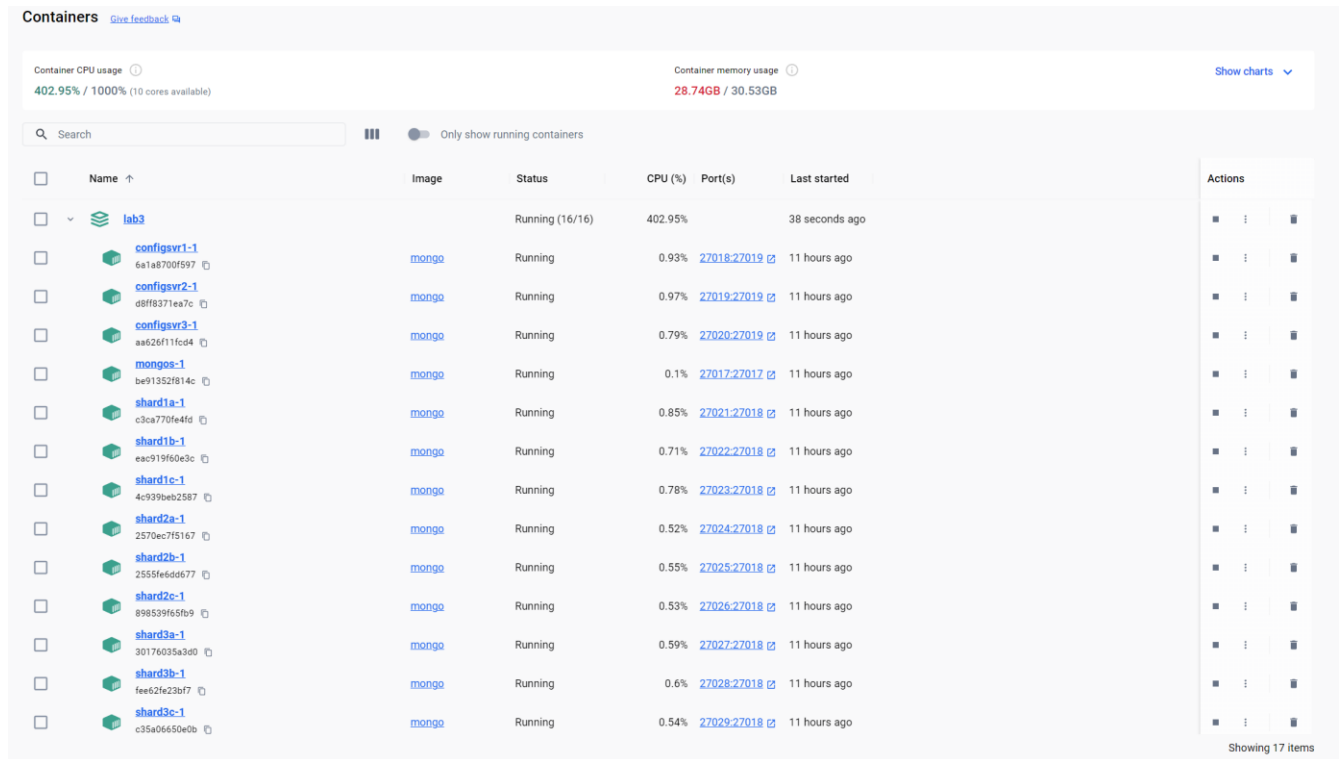 Containers Give feedback
Container CPU usage
402.95% / 1000% (10 cores available)
Container memory usage
28.74GB / 30.53GB
Show charts
Search
Only show running containers
Name Image Status CPU (%) Port(s) Last started Actions
lab3 Running (16/16) 402.95% 38 seconds ago
configsvr1-1
6a1a8700f597 mongo Running 0.93% 27018:27019 11 hours ago
configsvr2-1
d8ff8371ea7c mongo Running 0.97% 27019:27019 11 hours ago
configsvr3-1
aa626f11fcd4 mongo Running 0.79% 27020:27019 11 hours ago
mongos-1
be91352f814c mongo Running 0.1% 27017:27017 11 hours ago
shard1a-1
c3ca770fe4fd mongo Running 0.85% 27021:27018 11 hours ago
shard1b-1
eac919f60e3c mongo Running 0.71% 27022:27018 11 hours ago
shard1c-1
4c939beb2587 mongo Running 0.78% 27023:27018 11 hours ago
shard2a-1
2570ec7f5167 mongo Running 0.52% 27024:27018 11 hours ago
shard2b-1
2555fe6dd677 mongo Running 0.55% 27025:27018 11 hours ago
shard2c-1
898539f65fb9 mongo Running 0.53% 27026:27018 11 hours ago
shard3a-1
30176035a3d0 mongo Running 0.59% 27027:27018 11 hours ago
shard3b-1
fee62fe23bf7 mongo Running 0.6% 27028:27018 11 hours ago
shard3c-1
c35a06650e0b mongo Running 0.54% 27029:27018 11 hours ago
Showing 17 items